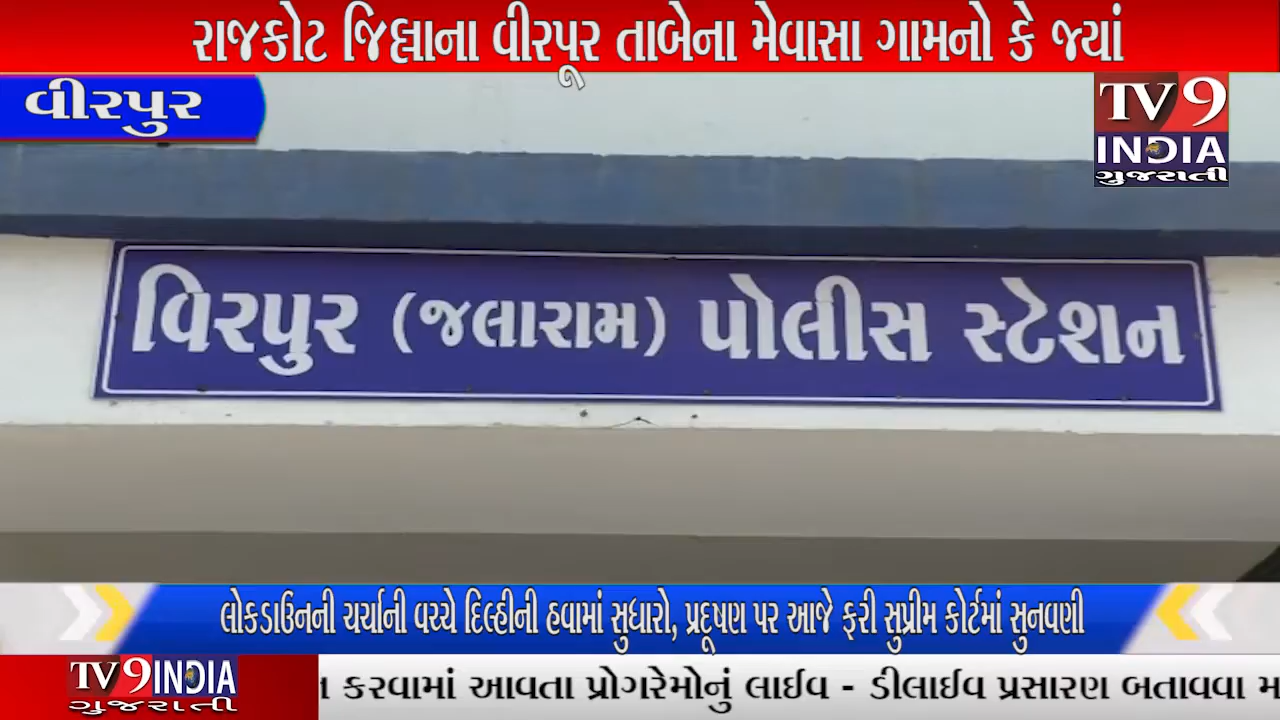 રાજકોટ જિલ્લાના વીરપૂર તાબેના મેવાસા ગામનો કે જ્યાં
વીરપુર
TV9
INDIA
ગુજરાતી
વિરપુર (જલારામ) પોલીસ સ્ટેશન
લોકડાઉનની ચર્ચાની વચ્ચે દિલ્હીની હવામાં સુધારો, પ્રદૂષણ પર આજે ફરી સુપ્રીમ કોર્ટમાં સુનવણી
TV9 INDIA
ગુજરાતી
કરવામાં આવતા પ્રોગરેમોનું લાઈવ - ડીલાઈવ પ્રસારણ બતાવવા